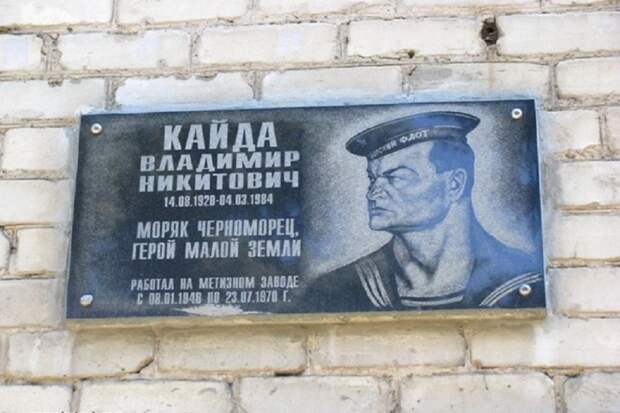 КАЙДА
ВЛАДИМИР
НИКИТОВИЧ
14.08.1920-04.03.1984
МОРЯК ЧЕРНОМОРЕЦ,
ГЕРОЙ МАЛОЙ ЗЕМЛИ
РАБОТАЛ НА МЕТИЗНОМ ЗАВОДЕ
С 08.01.1946 ПО 23.07.1976 Г.
ФЛОТ